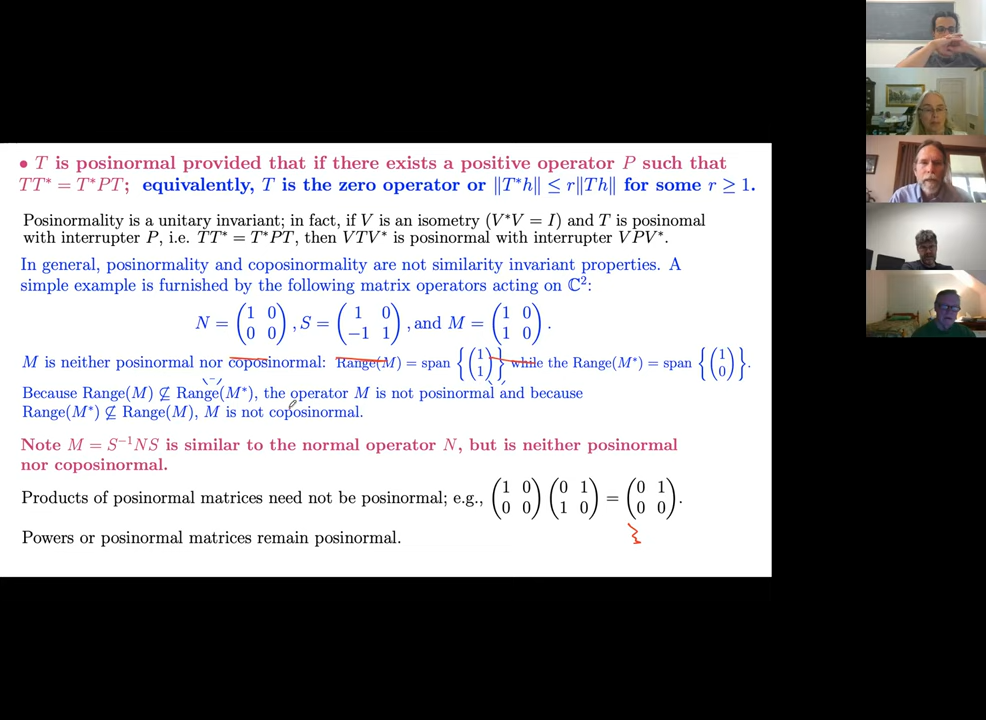 • T is posinormal provided that if there exists a positive operator P such that
TT* = T*PT; equivalently, T is the zero operator or ‖T*h‖ ≤ r‖Th‖ for some r ≥ 1.
Posinormality is a unitary invariant; in fact, if V is an isometry (V*V = I) and T is posinomal
with interrupter P, i.e. TT* = T*PT, then VTV* is posinormal with interrupter VPV*.
In general, posinormality and coposinormality are not similarity invariant properties. A
simple example is furnished by the following matrix operators acting on ℂ²:
N = (1 0 / 0 0), S = (1 0 / −1 1), and M = (1 0 / 1 0).
M is neither posinormal nor coposinormal: Range(M) = span {(1 / 1)} while the Range(M*) = span {(1 / 0)}.
Because Range(M) ⊄ Range(M*), the operator M is not posinormal and because
Range(M*) ⊄ Range(M), M is not coposinormal.
Note M = S⁻¹NS is similar to the normal operator N, but is neither posinormal
nor coposinormal.
Products of posinormal matrices need not be posinormal; e.g., (1 0 / 0 0) (0 1 / 1 0) = (0 1 / 0 0).
Powers or posinormal matrices remain posinormal.